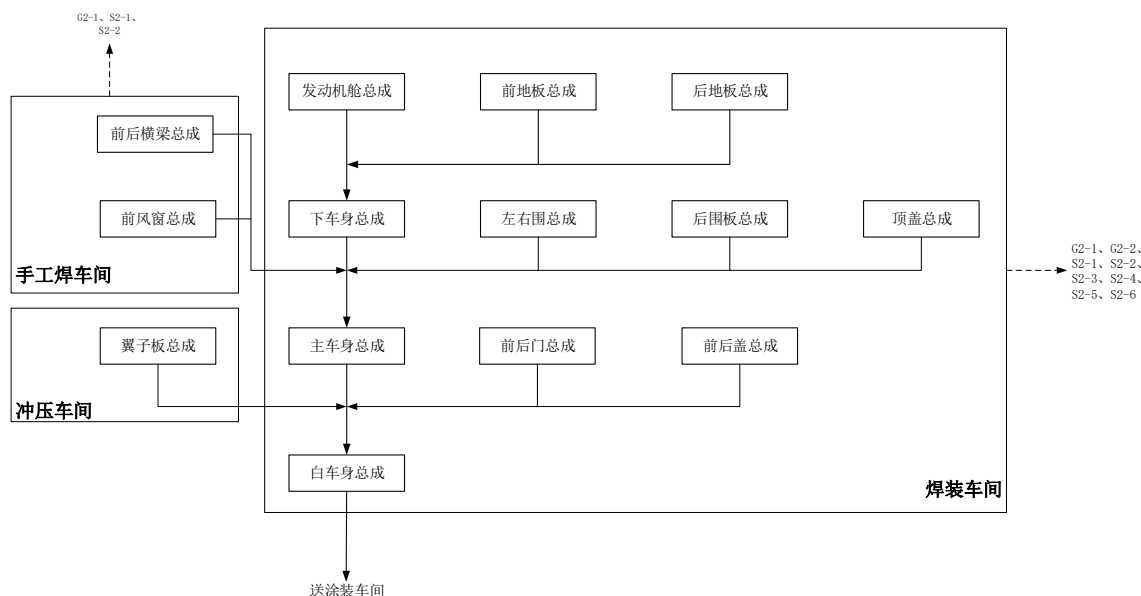 G2-1、S2-1、
S2-2
发动机舱总成
前地板总成
后地板总成
前后横梁总成
前风窗总成
下车身总成
左右围总成
后围板总成
顶盖总成
手工焊车间
G2-1、G2-2、
S2-1、S2-2、
S2-3、S2-4、
S2-5、S2-6
翼子板总成
主车身总成
前后门总成
前后盖总成
冲压车间
白车身总成
焊装车间
送涂装车间